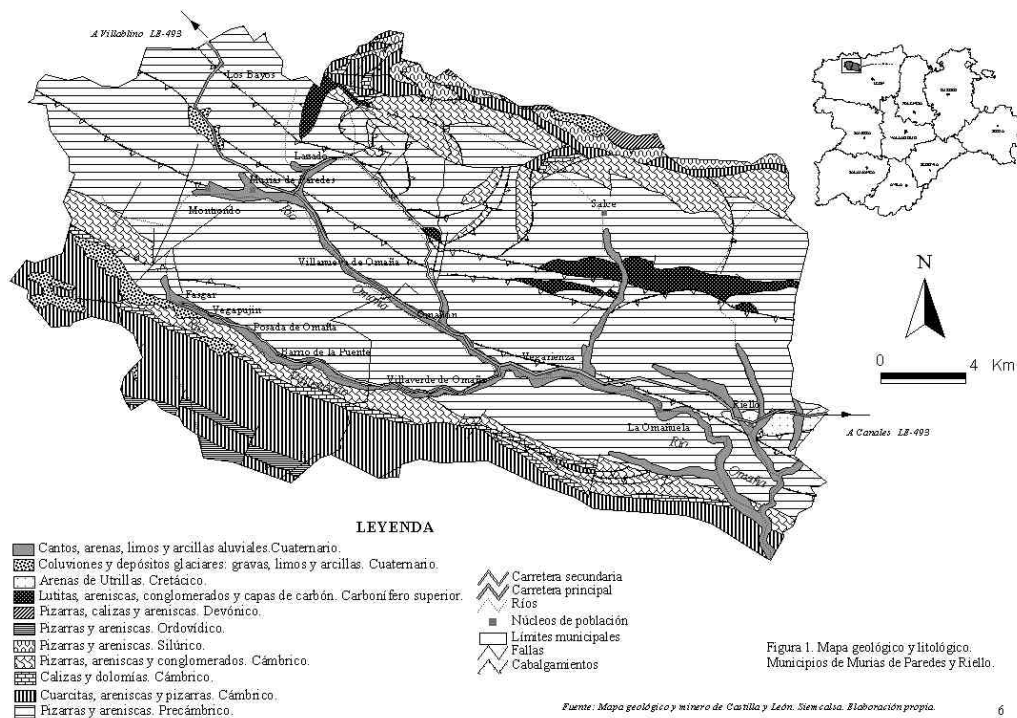 A Villablino LE-493
Los Bayos
Lazado
Murias de Paredes
Montrondo
Río
Salce
Villanueva de Omaña
Omaña
Fasgar
Vegapujín
Posada de Omaña
Omañón
Barrio de la Puente
Vegarienza
Villaverde de Omaña
Riello
La Omañuela
Río
Omaña
A Canales LE-493
N
0 4 Km
LEYENDA
Cantos, arenas, limos y arcillas aluviales.Cuaternario.
Coluviones y depósitos glaciares: gravas, limos y arcillas. Cuaternario.
Arenas de Utrillas. Cretácico.
Lutitas, areniscas, conglomerados y capas de carbón. Carbonífero superior.
Pizarras, calizas y areniscas. Devónico.
Pizarras y areniscas. Ordovídico.
Pizarras y areniscas. Silúrico.
Pizarras, areniscas y conglomerados. Cámbrico.
Calizas y dolomías. Cámbrico.
Cuarcitas, areniscas y pizarras. Cámbrico.
Pizarras y areniscas. Precámbrico.
Carretera secundaria
Carretera principal
Ríos
Núcleos de población
Límites municipales
Fallas
Cabalgamientos
Figura 1. Mapa geológico y litológico.
Municipios de Murias de Paredes y Riello.
Fuente: Mapa geológico y minero de Castilla y León. Siemcalsa. Elaboración propia.
6